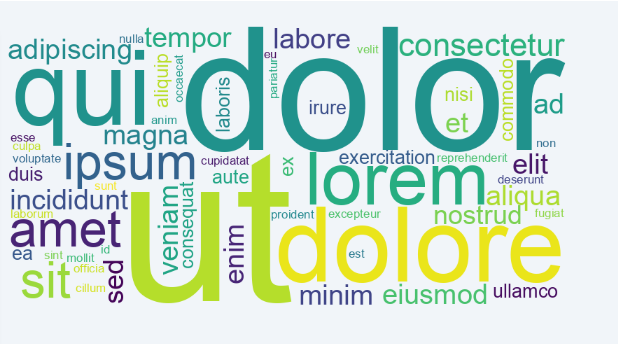 nulla
tempor
labore
velit
consectetur
adipiscing
qui
dolor
aliquip
occaecat
laboris
eu
pariatur
irure
nisi
commodo
ad
et
anim
magna
esse
culpa
non
voluptate
ipsum
cupidatat
ex
exercitation
reprehenderit
elit
duis
sunt
aute
lorem
deserunt
incididunt
ut
veniam
consequat
aliqua
laborum
proident
excepteur
nostrud
fugiat
amet
dolore
enim
ea
sint
mollit
id
est
officia
sit
cillum
sed
minim
eiusmod
ullamco